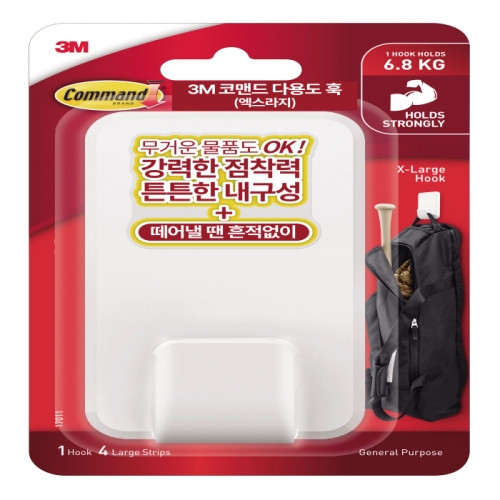 3M
Command
BRAND
3M 코맨드 다용도 훅
(엑스라지)
1 HOOK HOLDS
6.8 KG
HOLDS
STRONGLY
X-Large
Hook
무거운 물품도 OK!
강력한 점착력
튼튼한 내구성
+
떼어낼 땐 흔적없이
17011
1 Hook 4 Large Strips
General Purpose